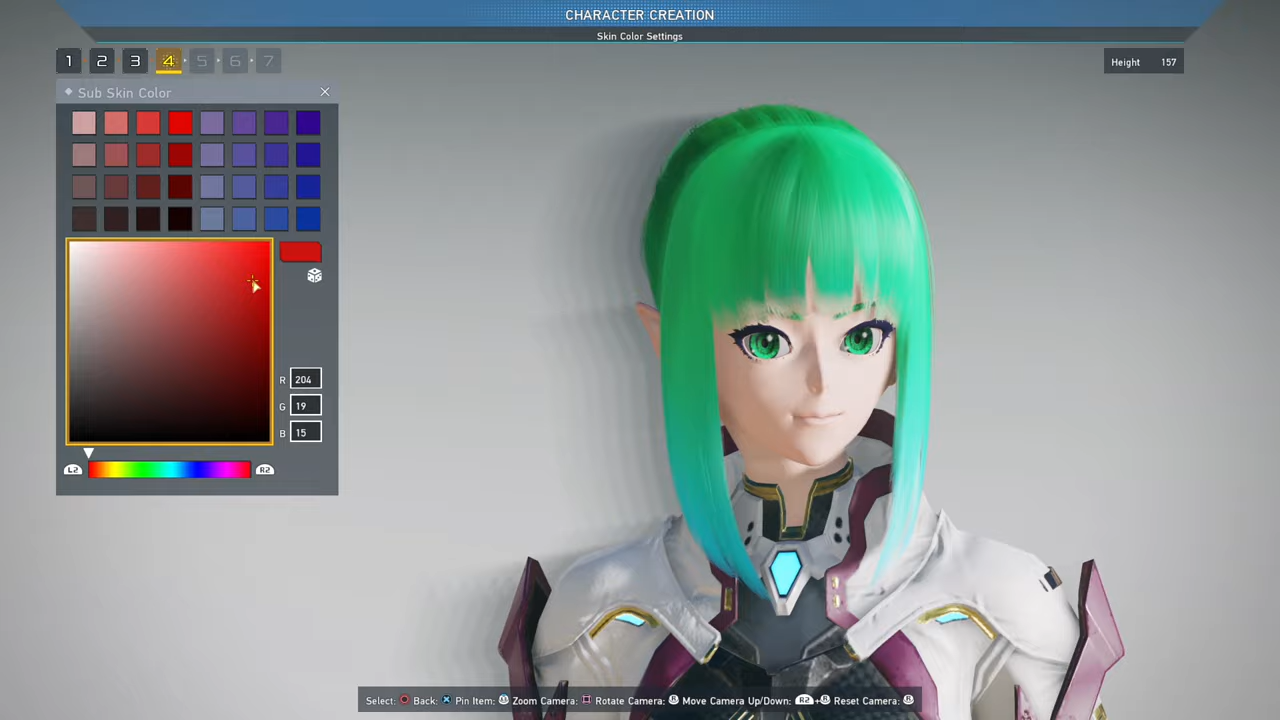 CHARACTER CREATION
Skin Color Settings
1 2 3 4 5 6 7
Height 157
Sub Skin Color
R 204
G 19
B 15
L2 R2
Select: Back: Pin Item: Zoom Camera: Rotate Camera: R Move Camera Up/Down: R2 + R Reset Camera: R